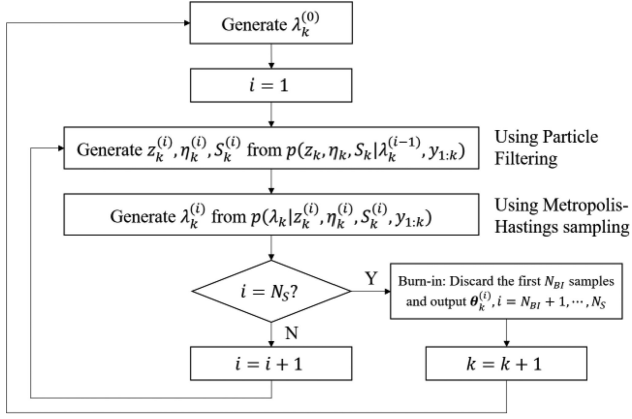 Generate λ_k^(0)
i = 1
Generate z_k^(i), η_k^(i), S_k^(i) from p(z_k, η_k, S_k|λ_k^(i−1), y_1:k)
Using Particle
Filtering
Generate λ_k^(i) from p(λ_k|z_k^(i), η_k^(i), S_k^(i), y_1:k)
Using Metropolis-
Hastings sampling
i = N_S?
Y
Burn-in: Discard the first N_BI samples
and output θ_k^(i), i = N_BI + 1, ⋯, N_S
N
i = i + 1
k = k + 1